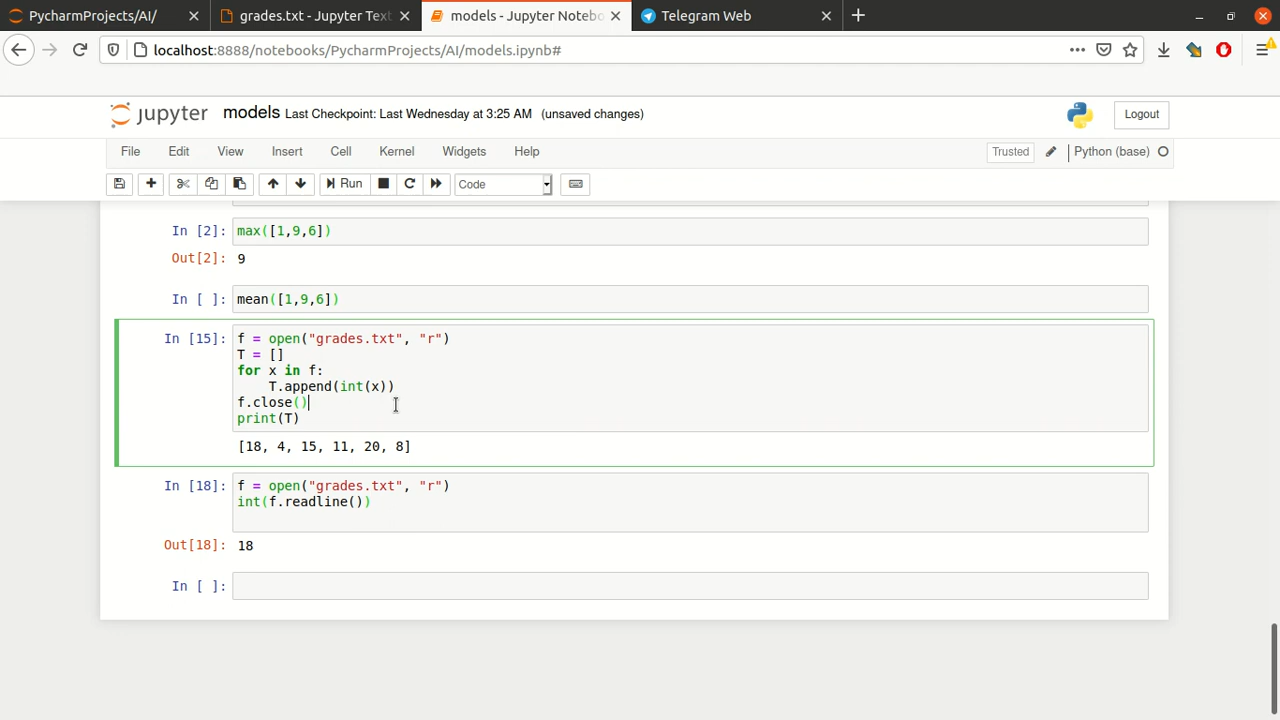 PycharmProjects/AI/
grades.txt - Jupyter Text
models - Jupyter Notebo
Telegram Web
localhost:8888/notebooks/PycharmProjects/AI/models.ipynb#
jupyter models Last Checkpoint: Last Wednesday at 3:25 AM (unsaved changes)
Logout
File Edit View Insert Cell Kernel Widgets Help
Trusted
Python (base)
Run
Code
In [2]: max([1,9,6])
Out[2]: 9
In [ ]: mean([1,9,6])
In [15]: f = open("grades.txt", "r")
T = []
for x in f:
    T.append(int(x))
f.close()
print(T)
[18, 4, 15, 11, 20, 8]
In [18]: f = open("grades.txt", "r")
int(f.readline())
Out[18]: 18
In [ ]: